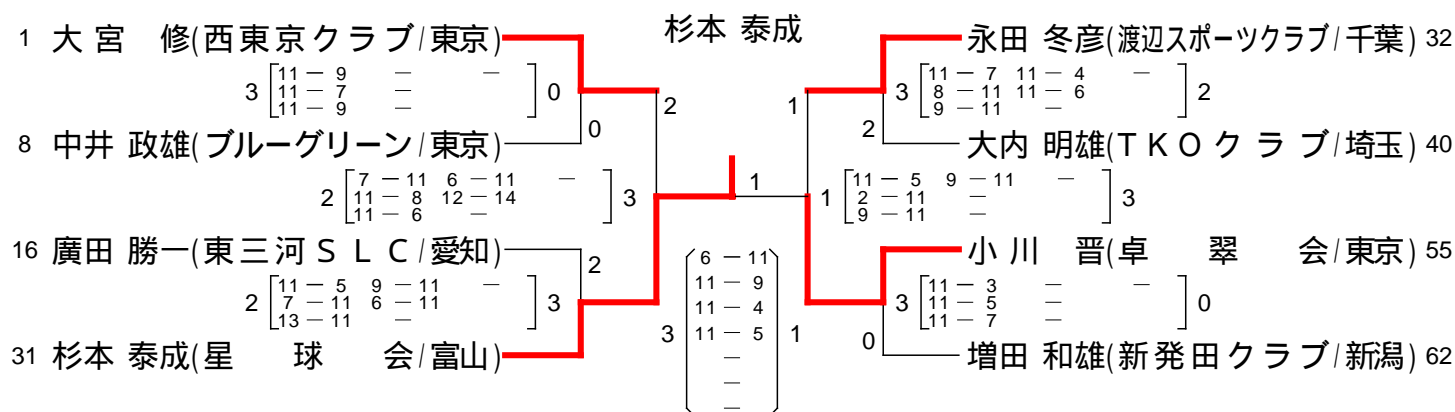 杉本 泰成
1 大宮 修(西東京クラブ/東京)
3 [11 － 9 － － ] 0
11 － 7 －
11 － 9 －
2
0
8 中井 政雄(ブルーグリーン/東京)
2 [7 － 11 6 － 11 － ] 3
11 － 8 12 － 14
11 － 6 －
16 廣田 勝一(東三河ＳＬＣ/愛知)
2
2 [11 － 5 9 － 11 － ] 3
7 － 11 6 － 11
13 － 11 －
31 杉本 泰成(星球会/富山)
1
3 (6 － 11) 1
11 － 9
11 － 4
11 － 5
－
－
－
永田 冬彦(渡辺スポーツクラブ/千葉) 32
1
3 [11 － 7 11 － 4 － ] 2
8 － 11 11 － 6
9 － 11 －
2
大内 明雄(ＴＫＯクラブ/埼玉) 40
1 [11 － 5 9 － 11 － ] 3
2 － 11 －
9 － 11 －
小川 晋(卓翠会/東京) 55
3 [11 － 3 － － ] 0
11 － 5 －
11 － 7 －
0
増田 和雄(新発田クラブ/新潟) 62